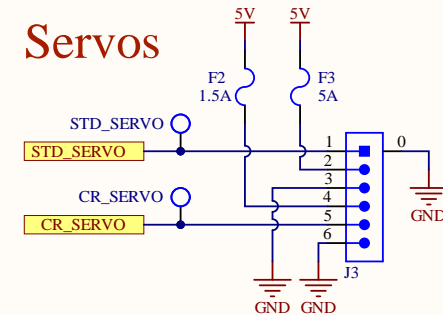 Servos
5V 5V
F2 F3
1.5A 5A
STD_SERVO
STD_SERVO 1 0
2
CR_SERVO 3
4
CR_SERVO 5
6
GND
J3
GND GND